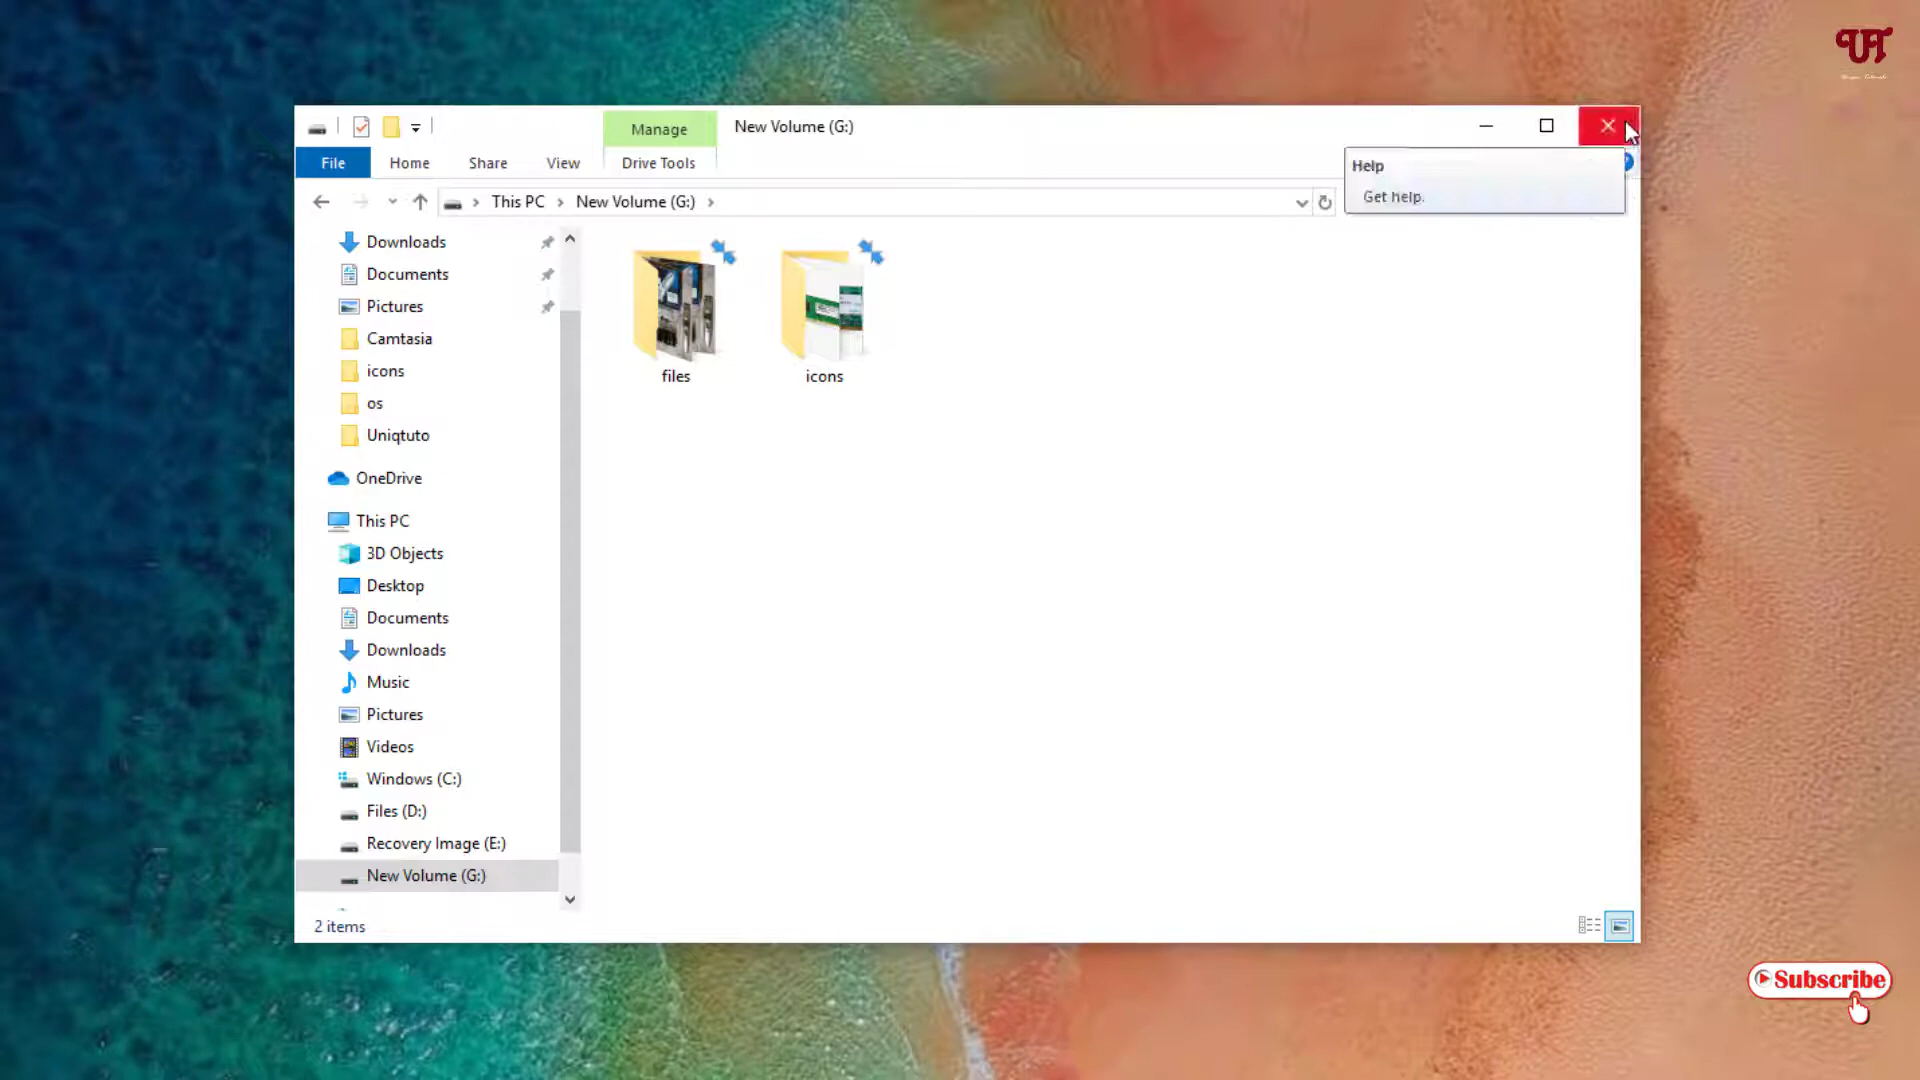 UT
Manage
New Volume (G:)
File
Home
Share
View
Drive Tools
Help
Get help.
This PC
New Volume (G:)
Downloads
Documents
Pictures
Camtasia
icons
os
Uniqtuto
OneDrive
This PC
3D Objects
Desktop
Documents
Downloads
Music
Pictures
Videos
Windows (C:)
Files (D:)
Recovery Image (E:)
New Volume (G:)
files
icons
2 items
Subscribe